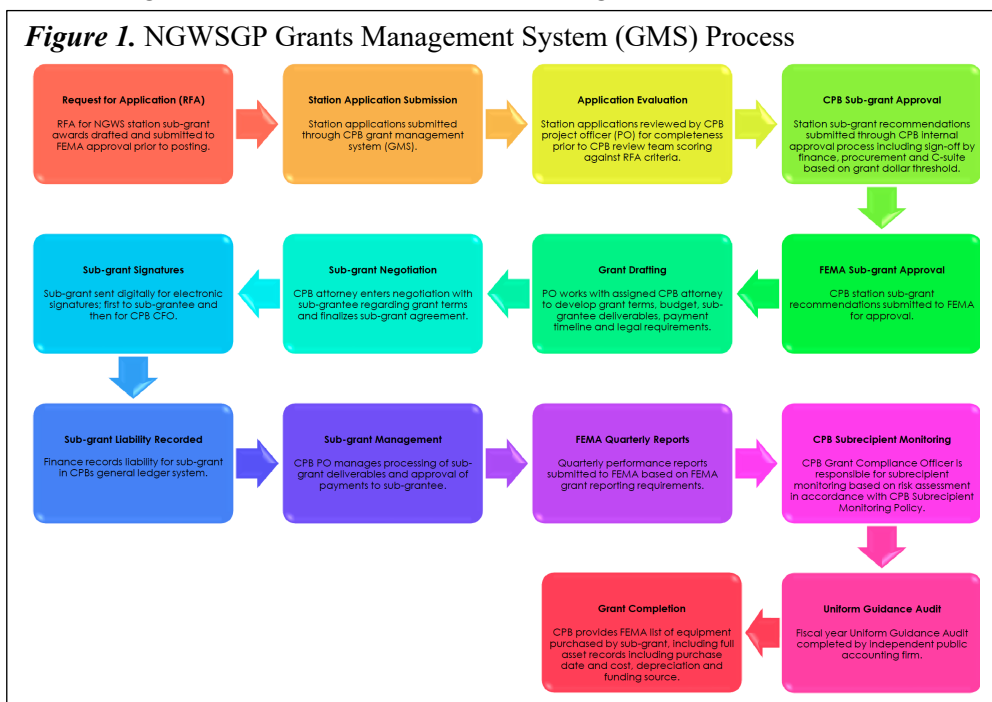 Figure 1. NGWSGP Grants Management System (GMS) Process
Request for Application (RFA)
RFA for NGWS station sub-grant
awards drafted and submitted to
FEMA approval prior to posting.
Station Application Submission
Station applications submitted
through CPB grant management
system (GMS).
Application Evaluation
Station applications reviewed by CPB
project officer (PO) for completeness
prior to CPB review team scoring
against RFA criteria.
CPB Sub-grant Approval
Station sub-grant recommendations
submitted through CPB internal
approval process including sign-off by
finance, procurement and C-suite
based on grant dollar threshold.
FEMA Sub-grant Approval
CPB station sub-grant
recommendations submitted to FEMA
for approval.
Grant Drafting
PO works with assigned CPB attorney
to develop grant terms, budget, sub-
grantee deliverables, payment
timeline and legal requirements.
Sub-grant Negotiation
CPB attorney enters negotiation with
sub-grantee regarding grant terms
and finalizes sub-grant agreement.
Sub-grant Signatures
Sub-grant sent digitally for electronic
signatures; first to sub-grantee and
then for CPB CFO.
Sub-grant Liability Recorded
Finance records liability for sub-grant
in CPBs general ledger system.
Sub-grant Management
CPB PO manages processing of sub-
grant deliverables and approval of
payments to sub-grantee.
FEMA Quarterly Reports
Quarterly performance reports
submitted to FEMA based on FEMA
grant reporting requirements.
CPB Subrecipient Monitoring
CPB Grant Compliance Officer is
responsible for subrecipient
monitoring based on risk assessment
in accordance with CPB Subrecipient
Monitoring Policy.
Uniform Guidance Audit
Fiscal year Uniform Guidance Audit
completed by independent public
accounting firm.
Grant Completion
CPB provides FEMA list of equipment
purchased by sub-grant, including full
asset records including purchase
date and cost, depreciation and
funding source.